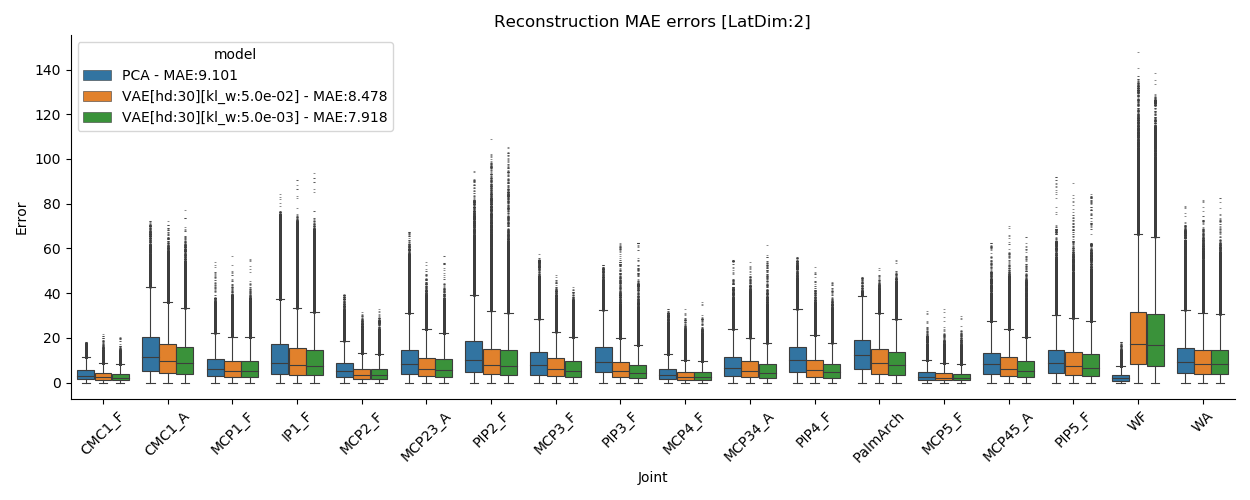 Reconstruction MAE errors [LatDim:2]
model
PCA - MAE:9.101
VAE[hd:30][kl_w:5.0e-02] - MAE:8.478
VAE[hd:30][kl_w:5.0e-03] - MAE:7.918
Error
140
120
100
80
60
40
20
0
CMC1_F
CMC1_A
MCP1_F
IP1_F
MCP2_F
MCP23_A
PIP2_F
MCP3_F
PIP3_F
MCP4_F
MCP34_A
PIP4_F
PalmArch
MCP5_F
MCP45_A
PIP5_F
WF
WA
Joint